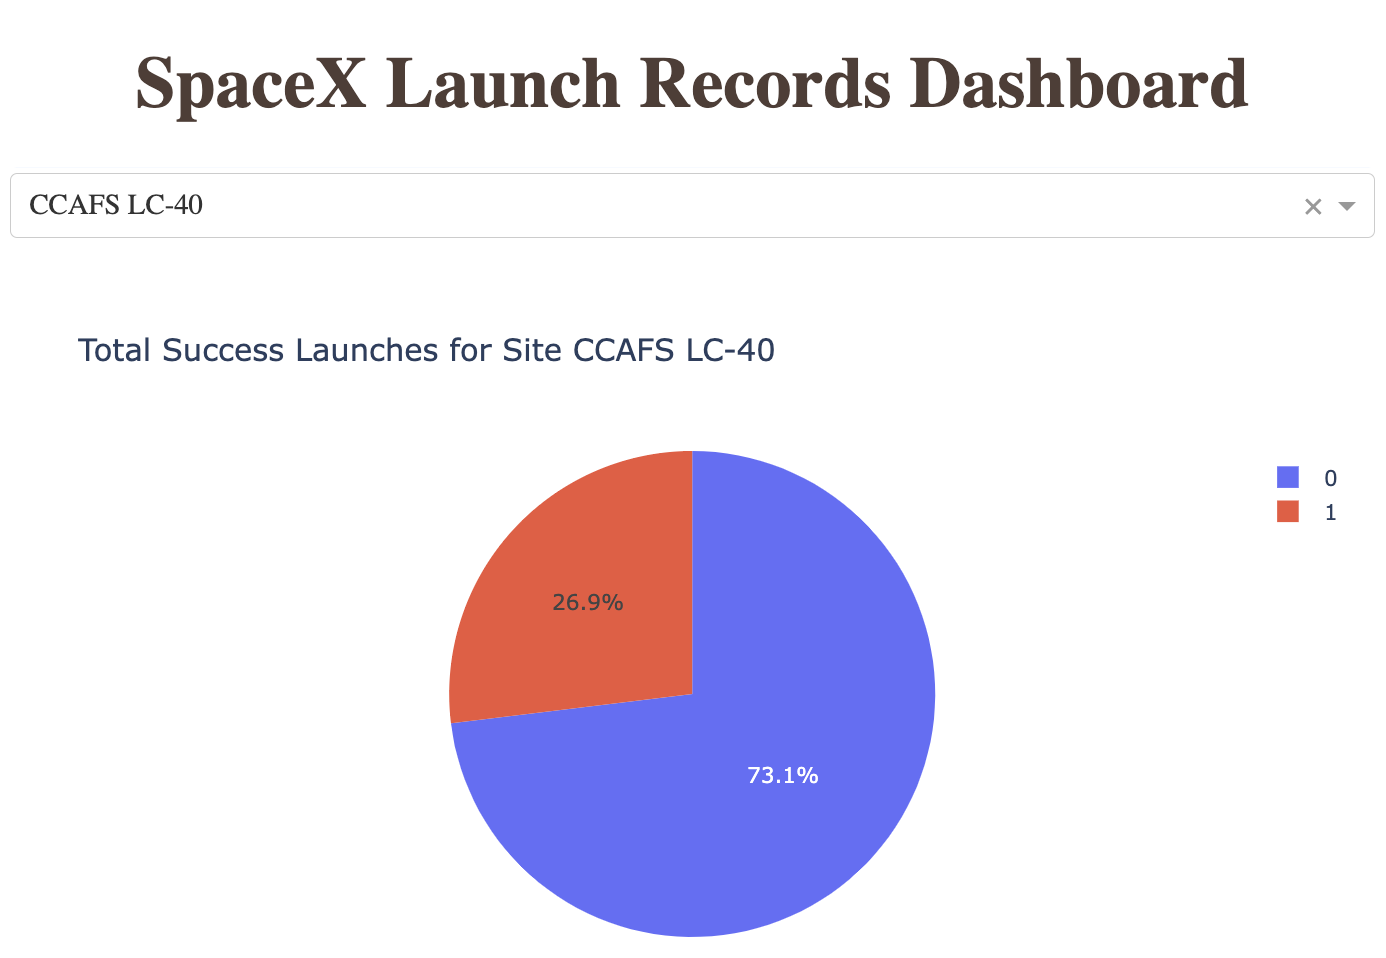 SpaceX Launch Records Dashboard
CCAFS LC-40
Total Success Launches for Site CCAFS LC-40
0
1
26.9%
73.1%